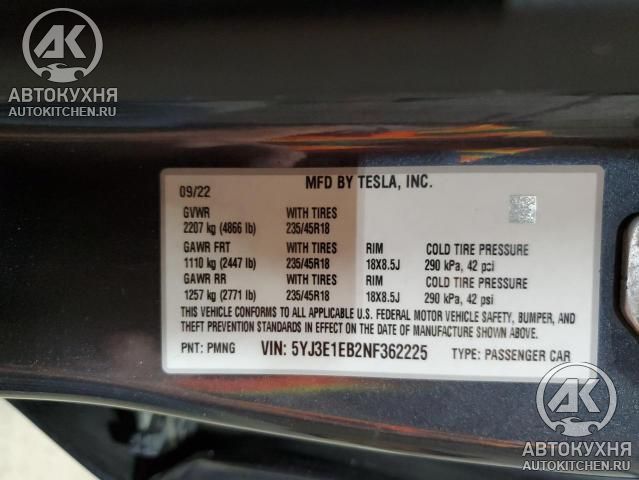 AK
АВТОКУХНЯ
AUTOKITCHEN.RU
09/22 MFD BY TESLA, INC.
GVWR WITH TIRES
2207 kg (4866 lb) 235/45R18
GAWR FRT WITH TIRES RIM COLD TIRE PRESSURE
1110 kg (2447 lb) 235/45R18 18X8.5J 290 kPa, 42 psi
GAWR RR WITH TIRES RIM COLD TIRE PRESSURE
1257 kg (2771 lb) 235/45R18 18X8.5J 290 kPa, 42 psi
THIS VEHICLE CONFORMS TO ALL APPLICABLE U.S. FEDERAL MOTOR VEHICLE SAFETY, BUMPER, AND
THEFT PREVENTION STANDARDS IN EFFECT ON THE DATE OF MANUFACTURE SHOWN ABOVE.
PNT: PMNG VIN: 5YJ3E1EB2NF362225 TYPE: PASSENGER CAR
AK
АВТОКУХНЯ
AUTOKITCHEN.RU